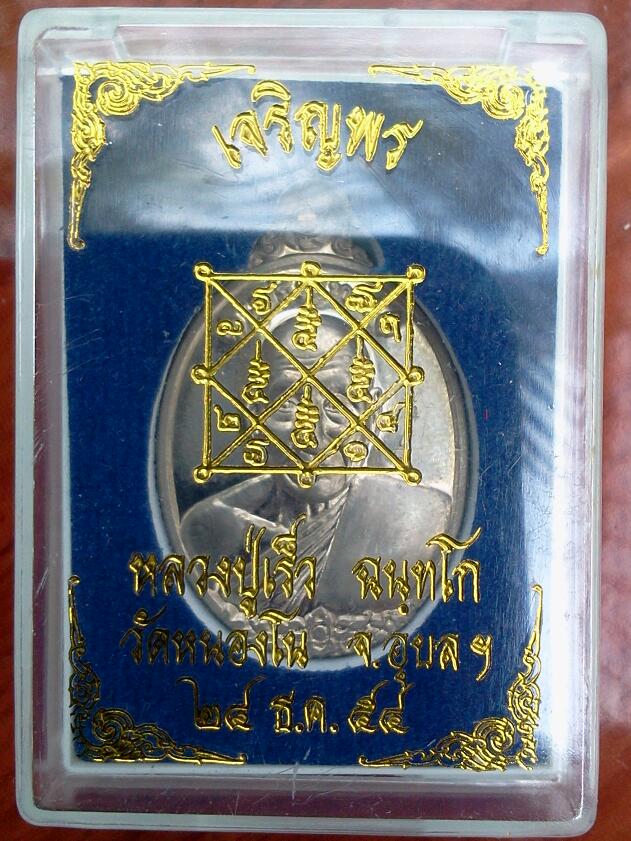 เจริญพร
หลวงปู่เร็ว ฉนฺทโก
วัดหนองโน จ.อุบลฯ
๒๔ ธ.ค. ๕๔